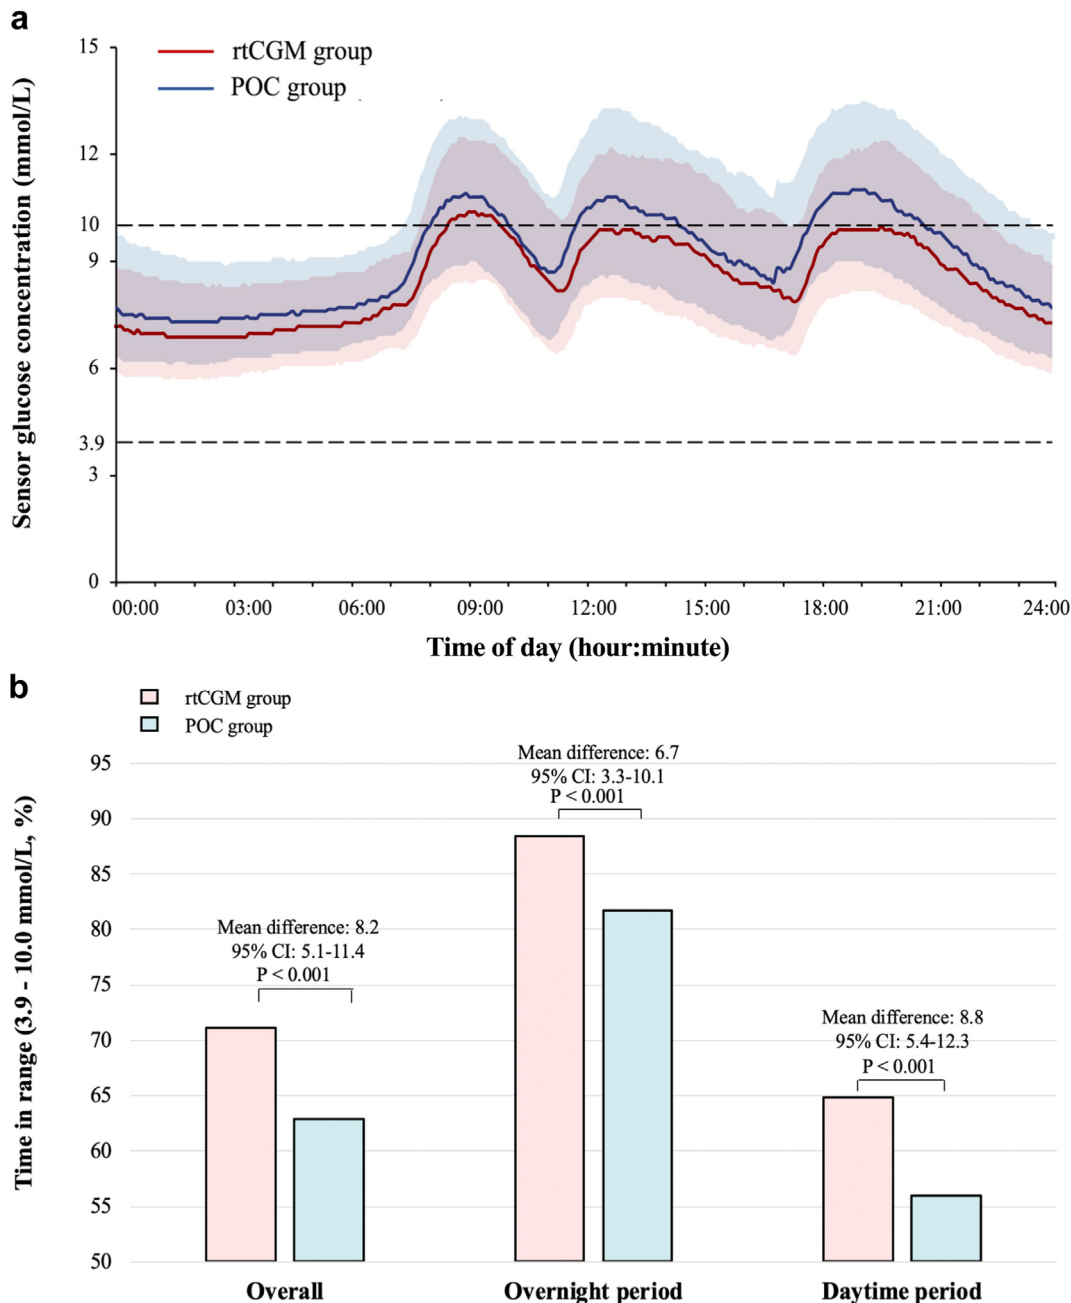 a
rtCGM group
POC group
Sensor glucose concentration (mmol/L)
15
12
10
9
6
3.9
3
0
00:00 03:00 06:00 09:00 12:00 15:00 18:00 21:00 24:00
Time of day (hour:minute)
b
rtCGM group
POC group
Time in range (3.9 - 10.0 mmol/L, %)
95
90
85
80
75
70
65
60
55
50
Mean difference: 8.2
95% CI: 5.1-11.4
P < 0.001
Mean difference: 6.7
95% CI: 3.3-10.1
P < 0.001
Mean difference: 8.8
95% CI: 5.4-12.3
P < 0.001
Overall Overnight period Daytime period